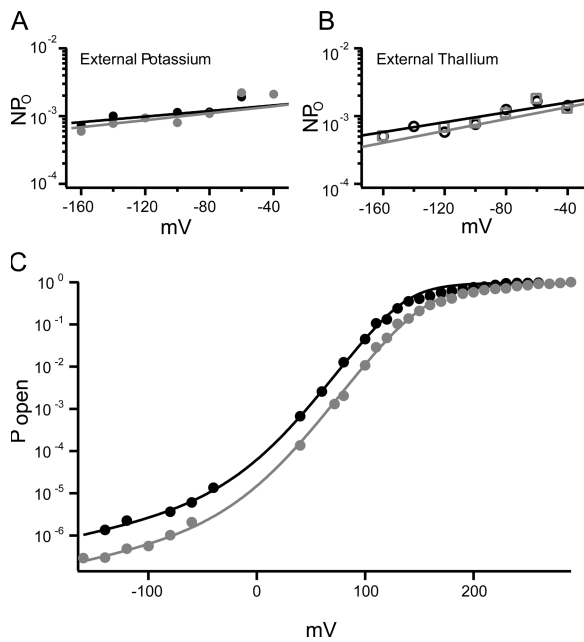 A
External Potassium
10-2
10-3
10-4
NPO
-160 -120 -80 -40
mV
B
External Thallium
10-2
10-3
10-4
NPO
-160 -120 -80 -40
mV
C
10 0
10 -1
10 -2
10 -3
10 -4
10 -5
10 -6
P open
-100 0 100 200
mV